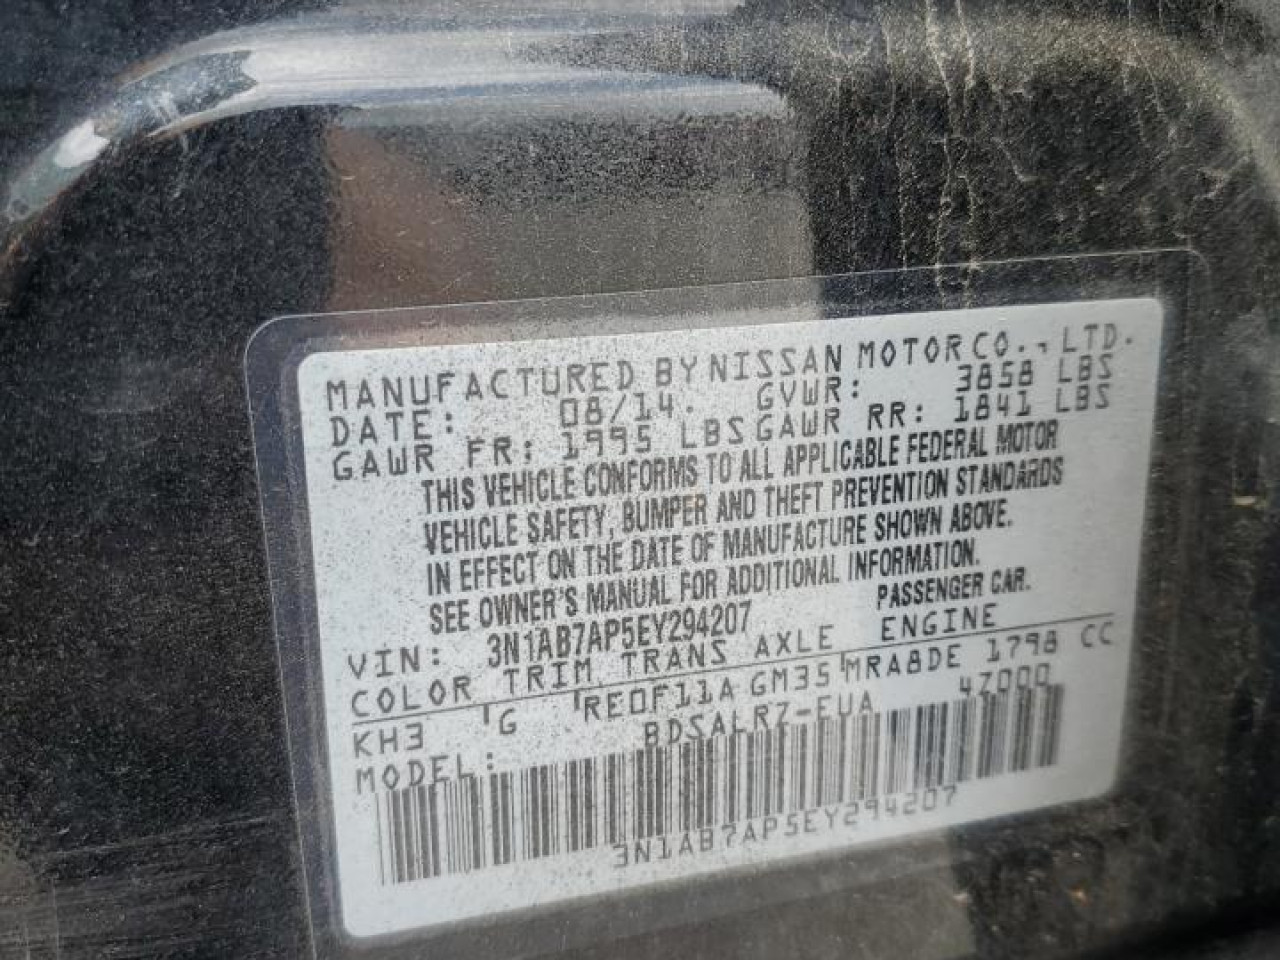 MANUFACTURED BY NISSAN MOTOR CO., LTD.
DATE: 08/14. GVWR: 3858 LBS
GAWR FR: 1995 LBS GAWR RR: 1841 LBS
THIS VEHICLE CONFORMS TO ALL APPLICABLE FEDERAL MOTOR
VEHICLE SAFETY, BUMPER AND THEFT PREVENTION STANDARDS
IN EFFECT ON THE DATE OF MANUFACTURE SHOWN ABOVE.
SEE OWNER'S MANUAL FOR ADDITIONAL INFORMATION.
VIN: 3N1AB7AP5EY294207 PASSENGER CAR.
COLOR TRIM TRANS AXLE ENGINE
KH3 G RE0F11A GM35 MRA8DE 1798 CC
MODEL: BDSALRZ-EUA 47000
3N1AB7AP5EY294207